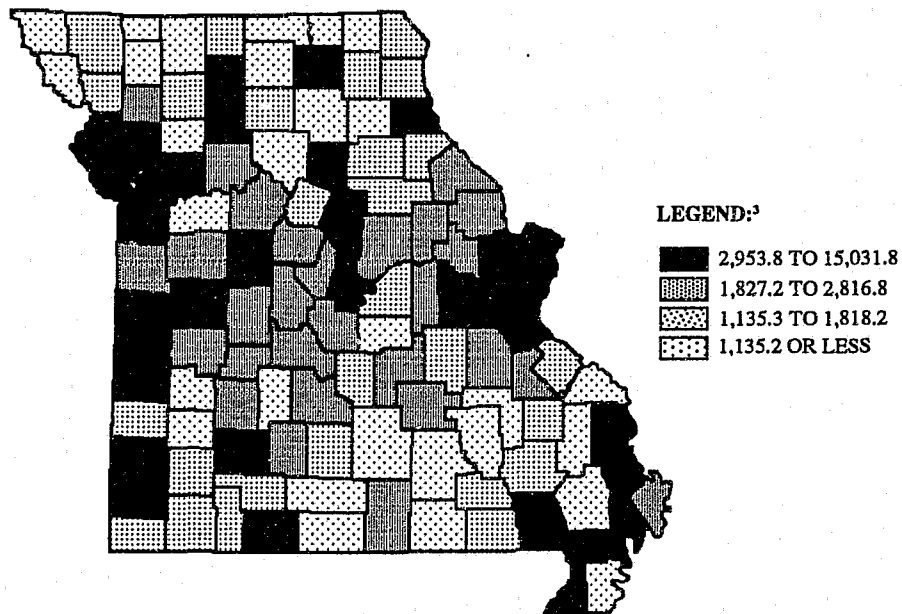 LEGEND:³
2,953.8 TO 15,031.8
1,827.2 TO 2,816.8
1,135.3 TO 1,818.2
1,135.2 OR LESS